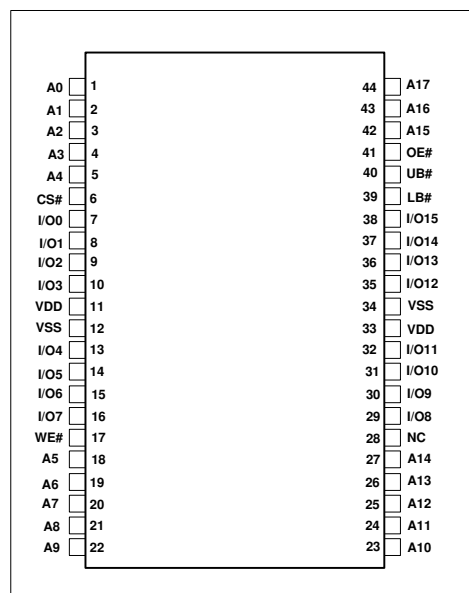 A0 1 44 A17
A1 2 43 A16
A2 3 42 A15
A3 4 41 OE#
A4 5 40 UB#
CS# 6 39 LB#
I/O0 7 38 I/O15
I/O1 8 37 I/O14
I/O2 9 36 I/O13
I/O3 10 35 I/O12
VDD 11 34 VSS
VSS 12 33 VDD
I/O4 13 32 I/O11
I/O5 14 31 I/O10
I/O6 15 30 I/O9
I/O7 16 29 I/O8
WE# 17 28 NC
A5 18 27 A14
A6 19 26 A13
A7 20 25 A12
A8 21 24 A11
A9 22 23 A10